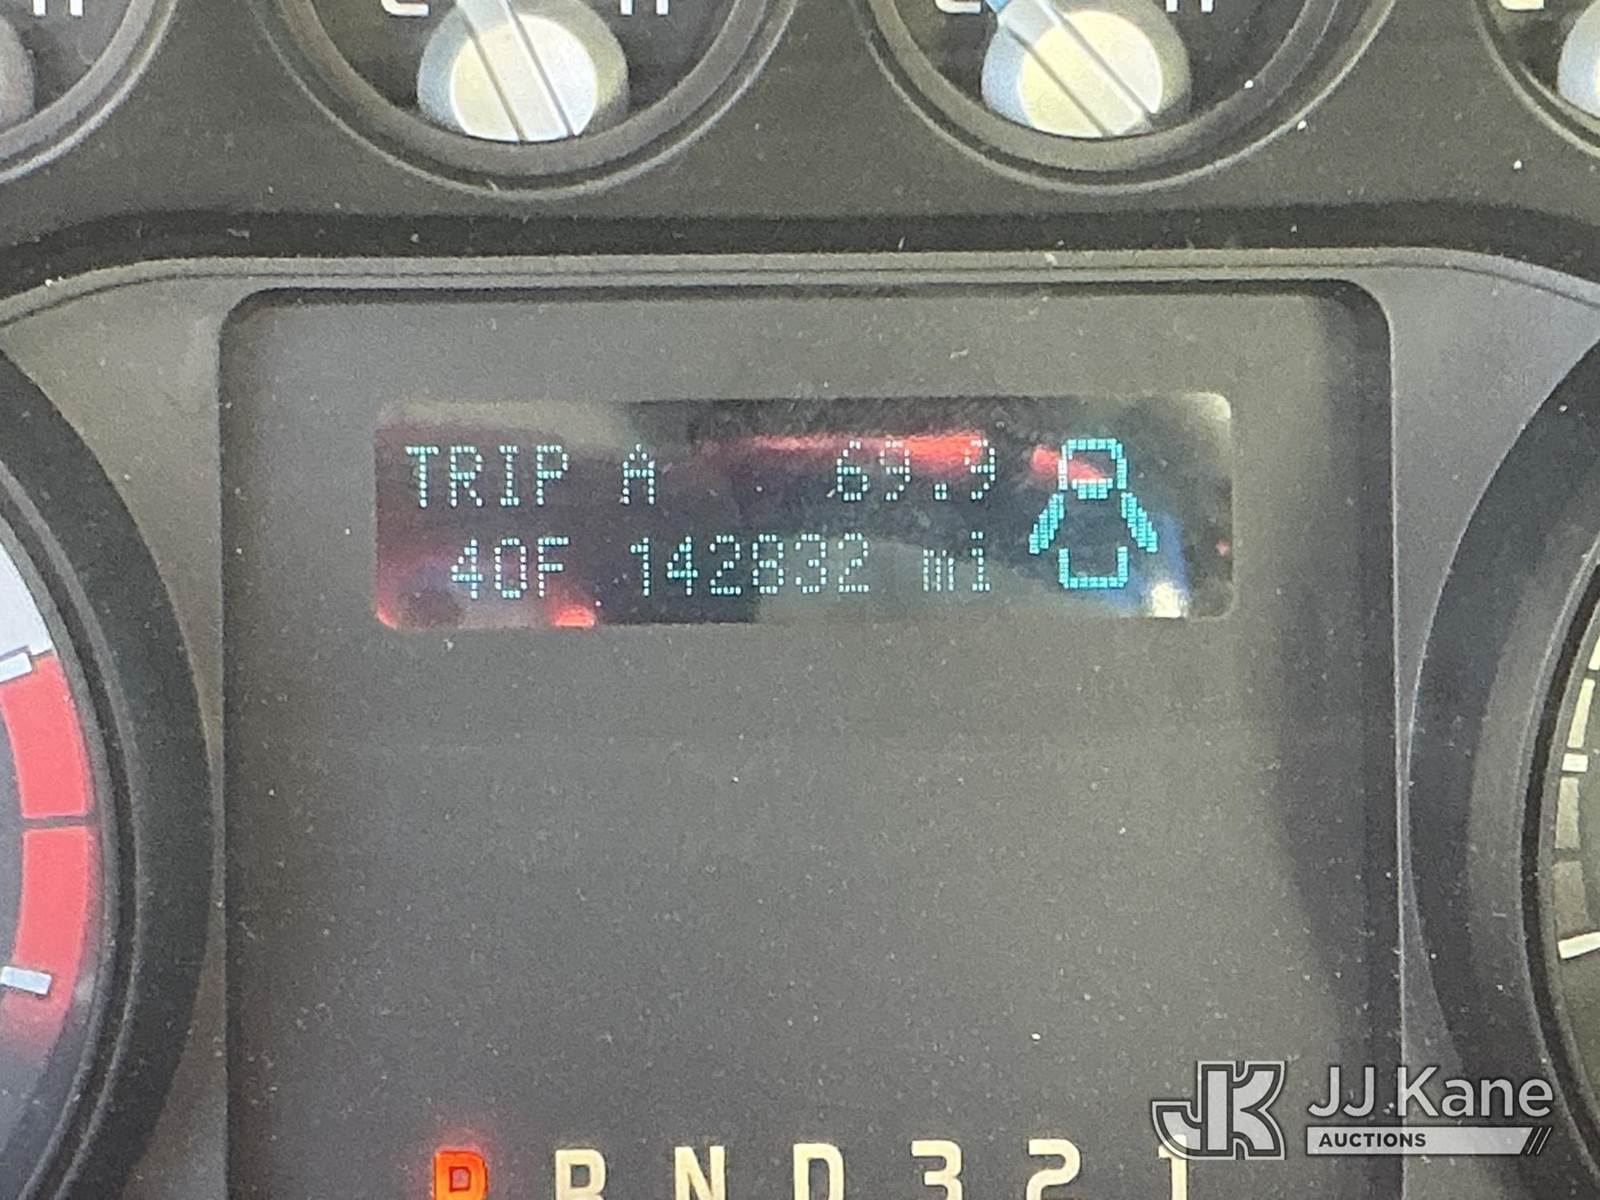 TRIP A 69.9
40F 142832 mi
P R N D 3 2 1
JJ Kane
AUCTIONS